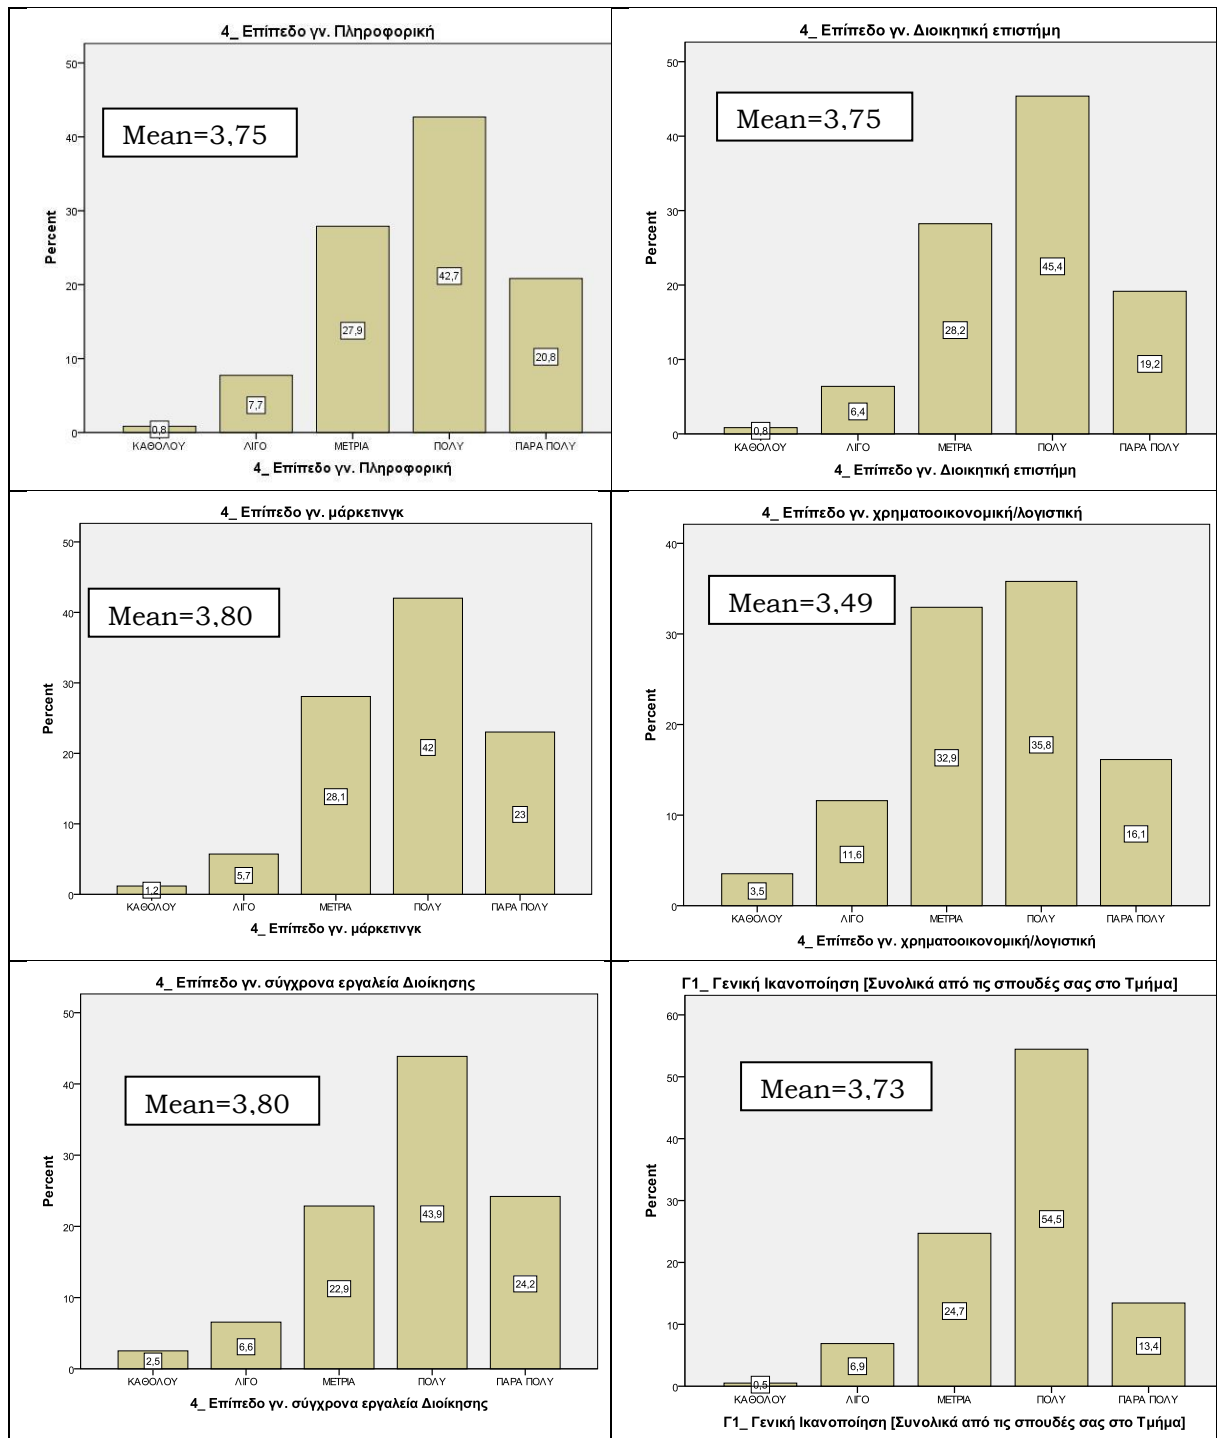 4_ Επίπεδο γν. Πληροφορική
Mean=3,75
Percent
50
40
30
20
10
0
0,8
7,7
27,9
42,7
20,8
ΚΑΘΟΛΟΥ ΛΙΓΟ ΜΕΤΡΙΑ ΠΟΛΥ ΠΑΡΑ ΠΟΛΥ
4_ Επίπεδο γν. Πληροφορική
4_ Επίπεδο γν. Διοικητική επιστήμη
Mean=3,75
Percent
50
40
30
20
10
0
0,8
6,4
28,2
45,4
19,2
ΚΑΘΟΛΟΥ ΛΙΓΟ ΜΕΤΡΙΑ ΠΟΛΥ ΠΑΡΑ ΠΟΛΥ
4_ Επίπεδο γν. Διοικητική επιστήμη
4_ Επίπεδο γν. μάρκετινγκ
Mean=3,80
Percent
50
40
30
20
10
0
1,2
5,7
28,1
42
23
ΚΑΘΟΛΟΥ ΛΙΓΟ ΜΕΤΡΙΑ ΠΟΛΥ ΠΑΡΑ ΠΟΛΥ
4_ Επίπεδο γν. μάρκετινγκ
4_ Επίπεδο γν. χρηματοοικονομική/λογιστική
Mean=3,49
Percent
40
30
20
10
0
3,5
11,6
32,9
35,8
16,1
ΚΑΘΟΛΟΥ ΛΙΓΟ ΜΕΤΡΙΑ ΠΟΛΥ ΠΑΡΑ ΠΟΛΥ
4_ Επίπεδο γν. χρηματοοικονομική/λογιστική
4_ Επίπεδο γν. σύγχρονα εργαλεία Διοίκησης
Mean=3,80
Percent
50
40
30
20
10
0
2,5
6,6
22,9
43,9
24,2
ΚΑΘΟΛΟΥ ΛΙΓΟ ΜΕΤΡΙΑ ΠΟΛΥ ΠΑΡΑ ΠΟΛΥ
4_ Επίπεδο γν. σύγχρονα εργαλεία Διοίκησης
Γ1_ Γενική Ικανοποίηση [Συνολικά από τις σπουδές σας στο Τμήμα]
Mean=3,73
Percent
60
50
40
30
20
10
0
0,5
6,9
24,7
54,5
13,4
ΚΑΘΟΛΟΥ ΛΙΓΟ ΜΕΤΡΙΑ ΠΟΛΥ ΠΑΡΑ ΠΟΛΥ
Γ1_ Γενική Ικανοποίηση [Συνολικά από τις σπουδές σας στο Τμήμα]